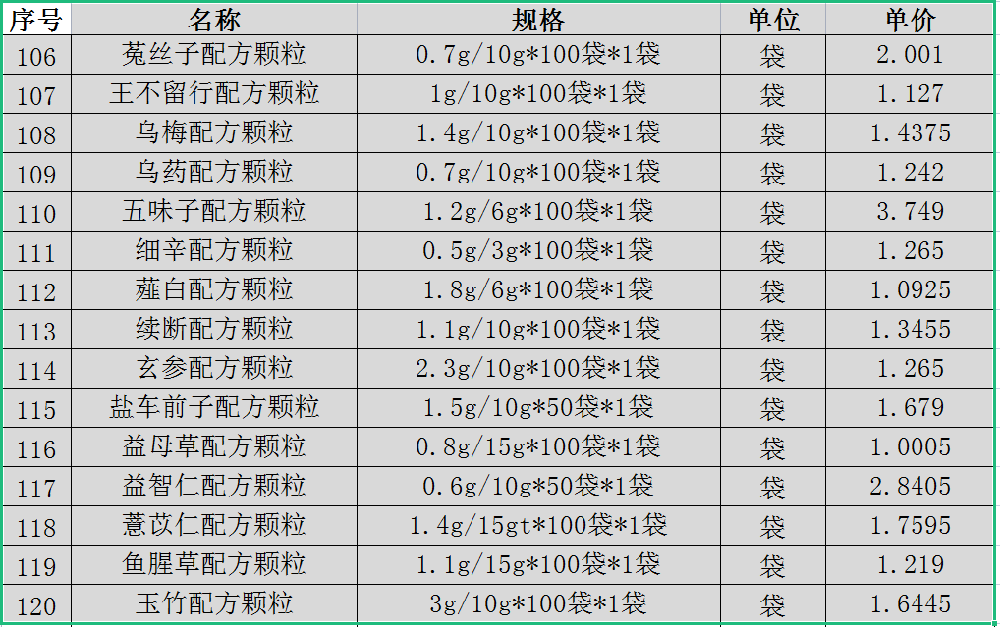 序号 名称 规格 单位 单价
106 菟丝子配方颗粒 0.7g/10g*100袋*1袋 袋 2.001
107 王不留行配方颗粒 1g/10g*100袋*1袋 袋 1.127
108 乌梅配方颗粒 1.4g/10g*100袋*1袋 袋 1.4375
109 乌药配方颗粒 0.7g/10g*100袋*1袋 袋 1.242
110 五味子配方颗粒 1.2g/6g*100袋*1袋 袋 3.749
111 细辛配方颗粒 0.5g/3g*100袋*1袋 袋 1.265
112 薤白配方颗粒 1.8g/6g*100袋*1袋 袋 1.0925
113 续断配方颗粒 1.1g/10g*100袋*1袋 袋 1.3455
114 玄参配方颗粒 2.3g/10g*100袋*1袋 袋 1.265
115 盐车前子配方颗粒 1.5g/10g*50袋*1袋 袋 1.679
116 益母草配方颗粒 0.8g/15g*100袋*1袋 袋 1.0005
117 益智仁配方颗粒 0.6g/10g*50袋*1袋 袋 2.8405
118 薏苡仁配方颗粒 1.4g/15gt*100袋*1袋 袋 1.7595
119 鱼腥草配方颗粒 1.1g/15g*100袋*1袋 袋 1.219
120 玉竹配方颗粒 3g/10g*100袋*1袋 袋 1.6445